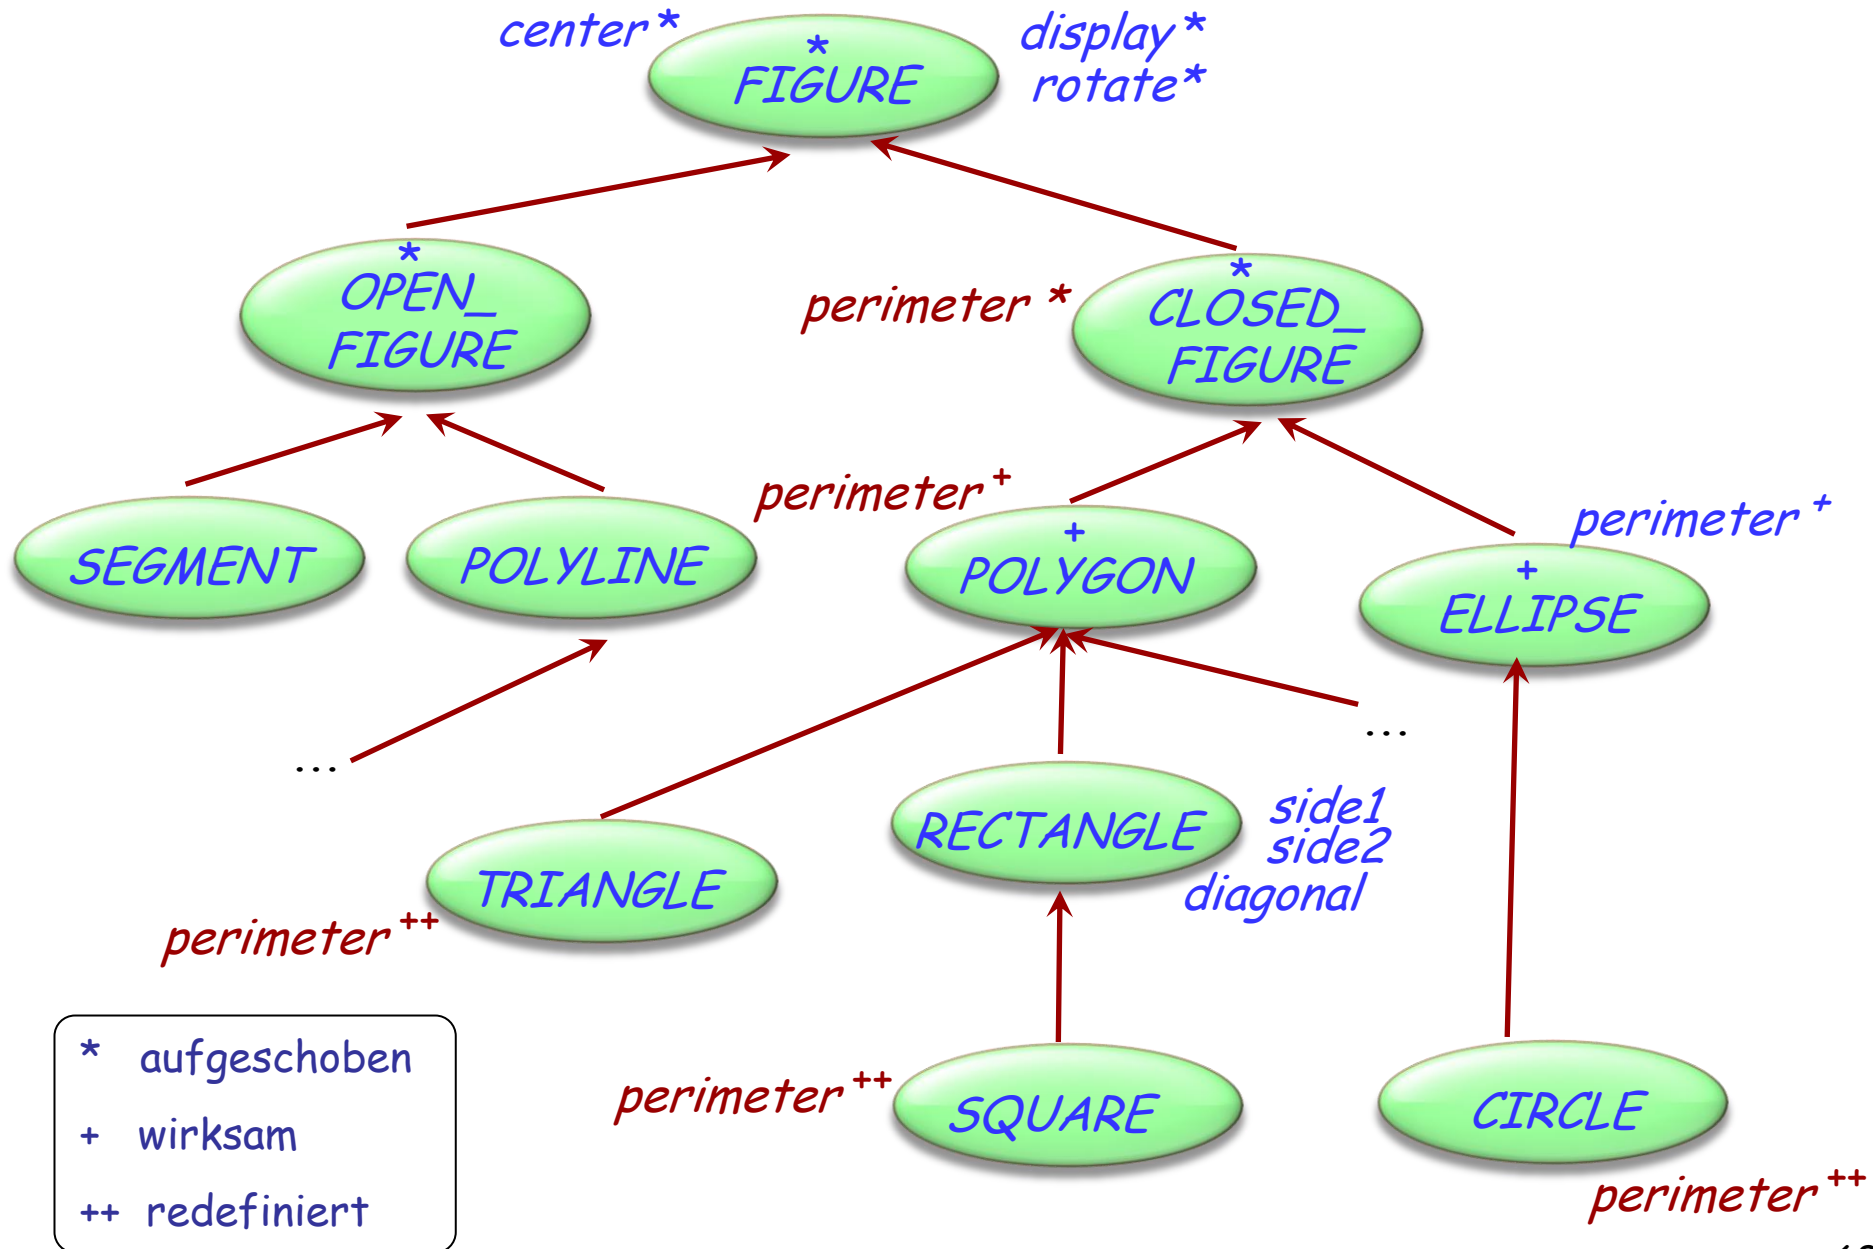 center *
*
FIGURE
display *
rotate *
*
OPEN_
FIGURE
perimeter *
*
CLOSED_
FIGURE
SEGMENT
POLYLINE
perimeter +
+
POLYGON
perimeter +
+
ELLIPSE
...
...
TRIANGLE
perimeter ++
RECTANGLE
side1
side2
diagonal
perimeter ++
SQUARE
CIRCLE
perimeter ++
* aufgeschoben
+ wirksam
++ redefiniert